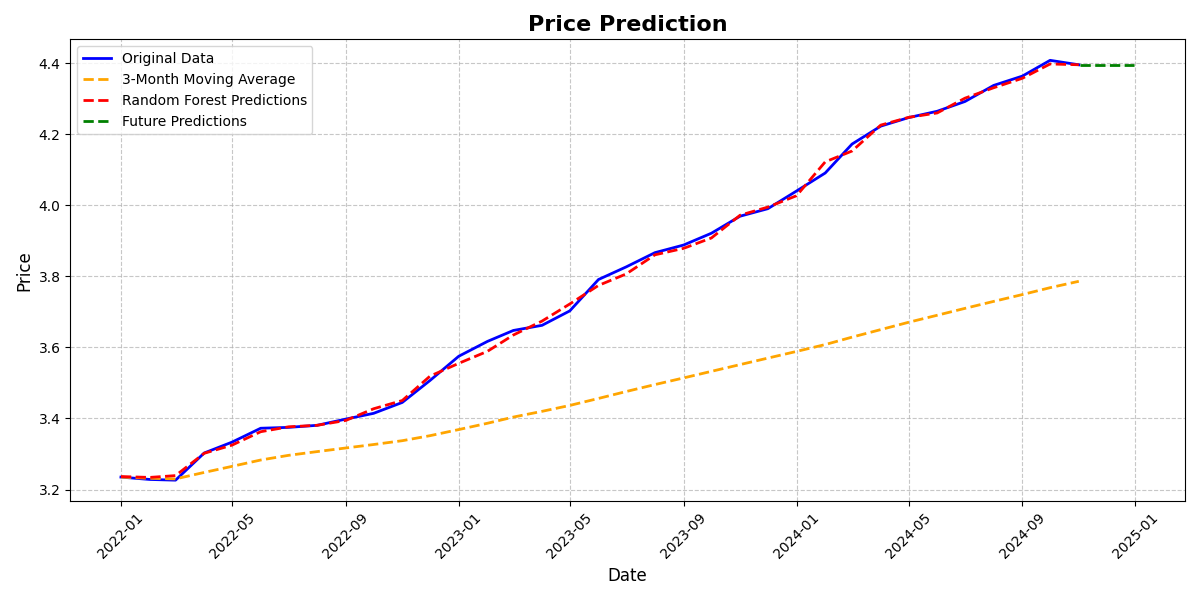 Price Prediction
Original Data
3-Month Moving Average
Random Forest Predictions
Future Predictions
Price
4.4
4.2
4.0
3.8
3.6
3.4
3.2
2022-01
2022-05
2022-09
2023-01
2023-05
2023-09
2024-01
2024-05
2024-09
2025-01
Date